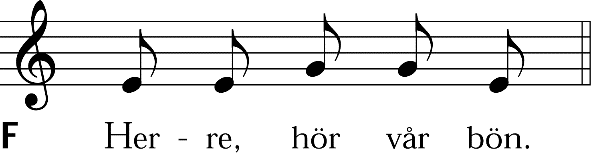 F Her - re, hör vår bön.